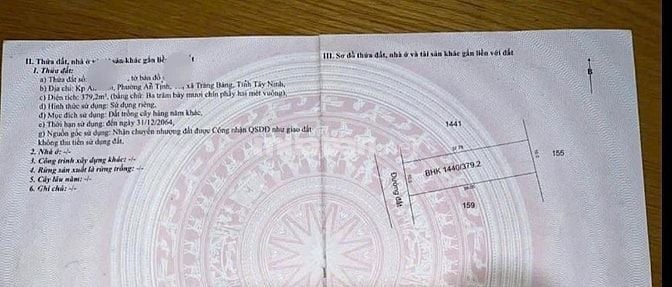 II. Thửa đất, nhà ở sản khác gắn liề
1. Thửa đất:
a) Thửa đất số: tờ bản đồ
b) Địa chỉ: Kp A Phường An Tịnh, xã Trảng Bàng, Tỉnh Tây Ninh,
c) Diện tích: 379,2m², (bằng chữ: Ba trăm bảy mươi chín phẩy hai mét vuông),
d) Hình thức sử dụng: Sử dụng riêng,
đ) Mục đích sử dụng: Đất trồng cây hàng năm khác,
e) Thời hạn sử dụng: đến ngày 31/12/2064,
g) Nguồn gốc sử dụng: Nhận chuyển nhượng đất được Công nhận QSDĐ như giao đất
không thu tiền sử dụng đất.
2. Nhà ở: -/-
3. Công trình xây dựng khác: -/-
4. Rừng sản xuất là rừng trồng: -/-
5. Cây lâu năm: -/-
6. Ghi chú: -/-
III. Sơ đồ thửa đất, nhà ở và tài sản khác gắn liền với đất
B
1441
155
BHK 1440/379.2
Đường đất
159